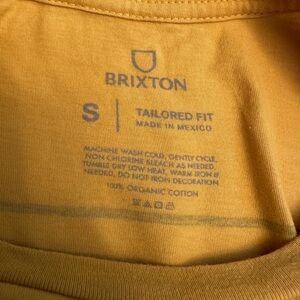 BRIXTON
S
TAILORED FIT
MADE IN MEXICO
MACHINE WASH COLD, GENTLY CYCLE,
NON CHLORINE BLEACH AS NEEDED,
TUMBLE DRY LOW HEAT, WARM IRON IF
NEEDED, DO NOT IRON DECORATION
100% ORGANIC COTTON